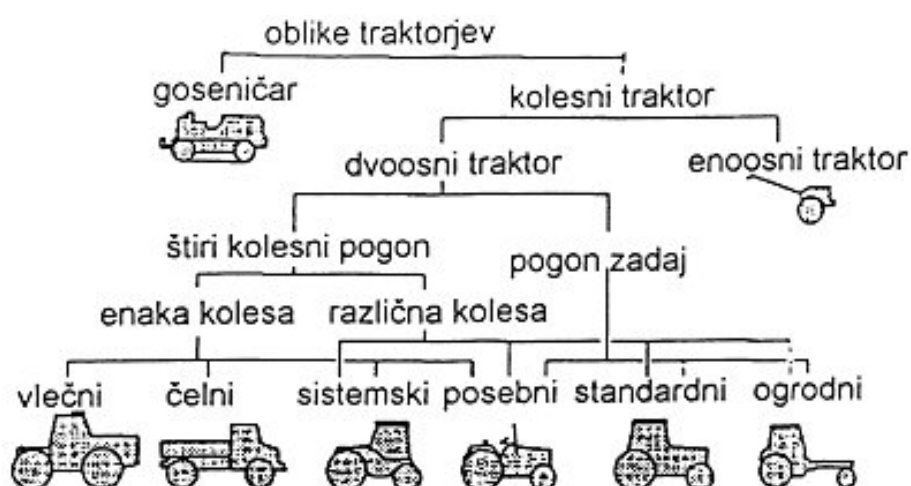 oblike traktorjev
goseničar
kolesni traktor
dvoosni traktor
enoosni traktor
štiri kolesni pogon
pogon zadaj
enaka kolesa
različna kolesa
vlečni
čelni
sistemski
posebni
standardni
ogrodni